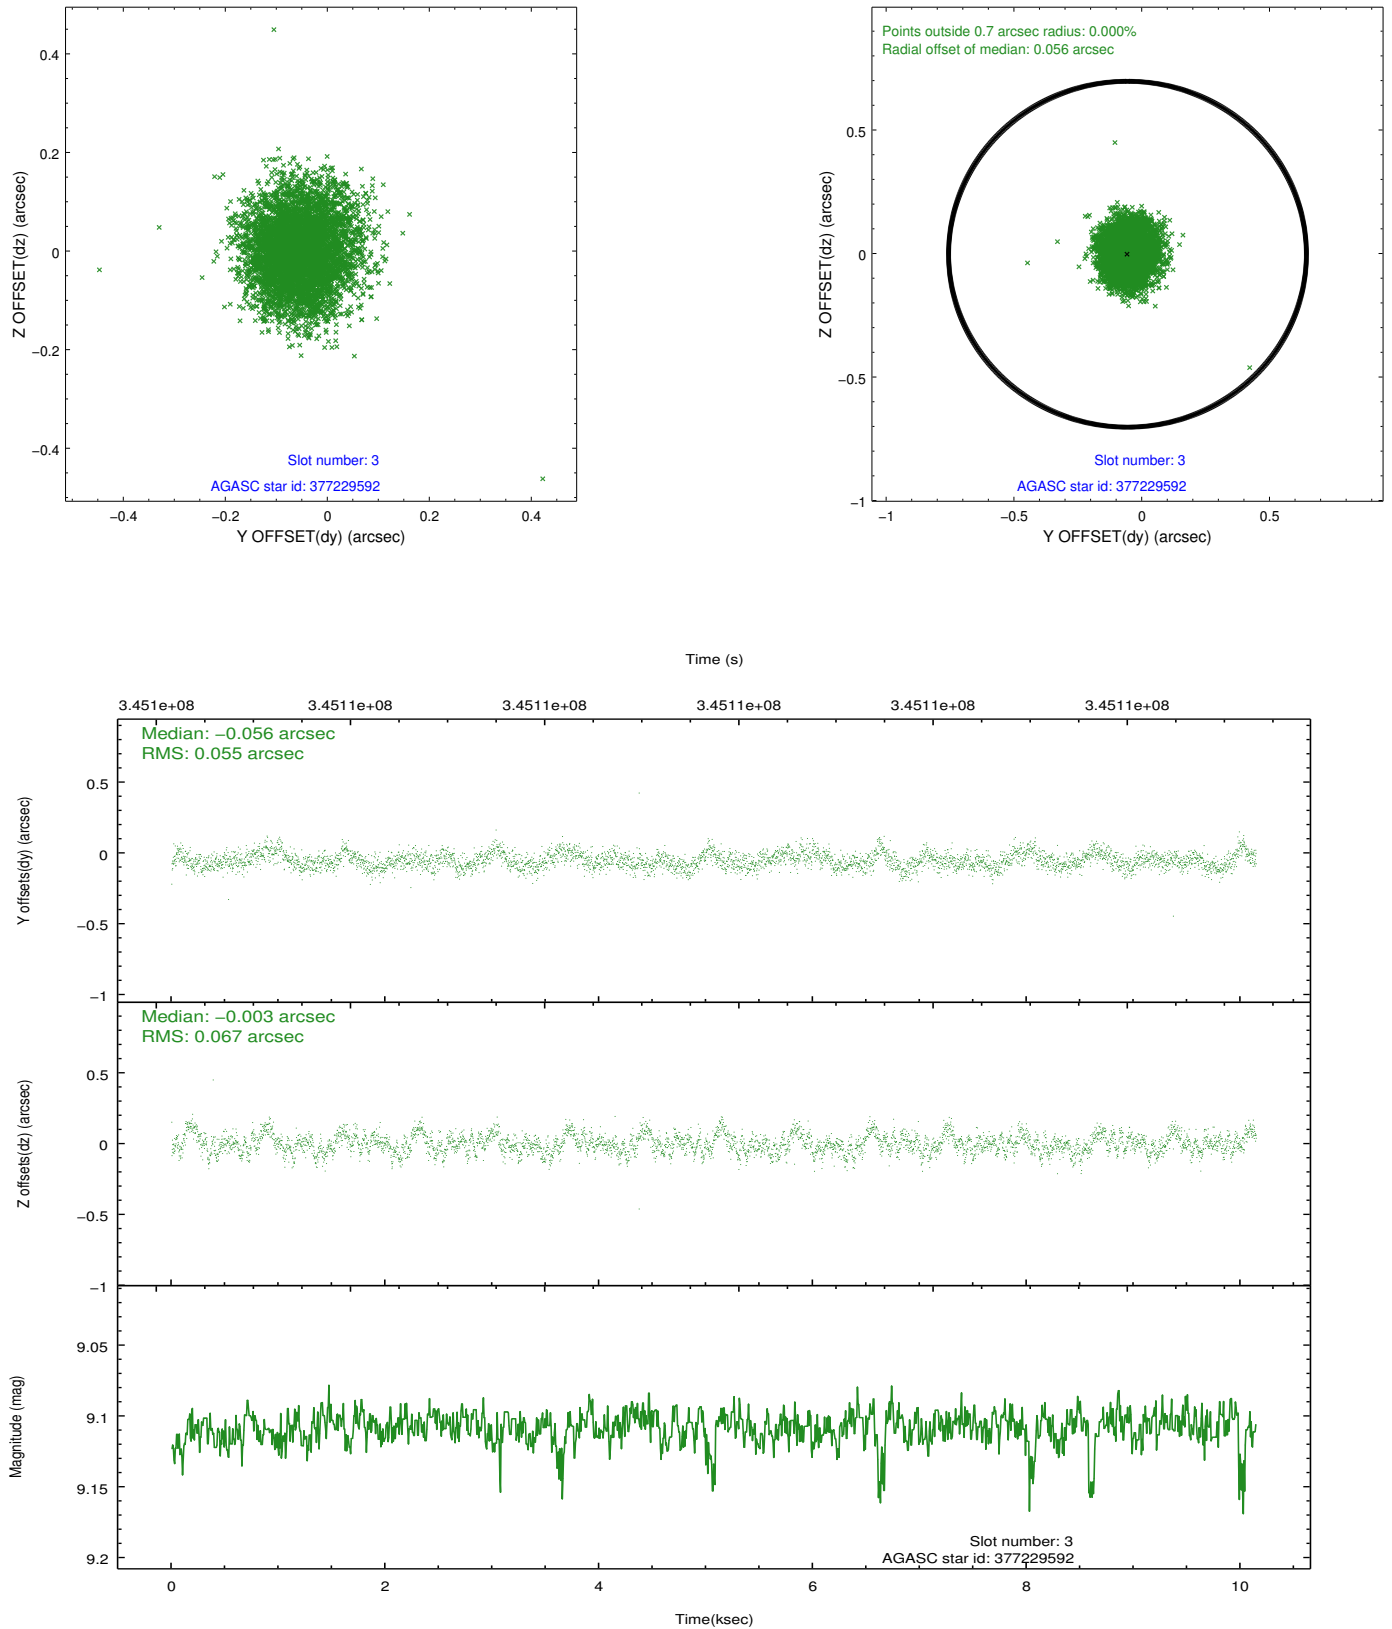 0.4
0.2
0
−0.2
−0.4
Z OFFSET(dz) (arcsec)
Slot number: 3
AGASC star id: 377229592
−0.4 −0.2 0 0.2 0.4
Y OFFSET(dy) (arcsec)
Points outside 0.7 arcsec radius: 0.000%
Radial offset of median: 0.056 arcsec
0.5
0
−0.5
−1
Z OFFSET(dz) (arcsec)
Slot number: 3
AGASC star id: 377229592
−1 −0.5 0 0.5
Y OFFSET(dy) (arcsec)
Time (s)
3.451e+08 3.4511e+08 3.4511e+08 3.4511e+08 3.4511e+08 3.4511e+08
Median: −0.056 arcsec
RMS: 0.055 arcsec
0.5
0
−0.5
−1
Y offsets(dy) (arcsec)
Median: −0.003 arcsec
RMS: 0.067 arcsec
0.5
0
−0.5
−1
Z offsets(dz) (arcsec)
9.05
9.1
9.15
9.2
Magnitude (mag)
Slot number: 3
AGASC star id: 377229592
0 2 4 6 8 10
Time(ksec)